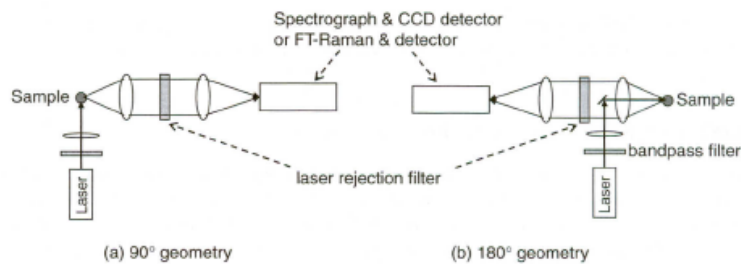 Spectrograph & CCD detector
or FT-Raman & detector
Sample
Sample
laser rejection filter
bandpass filter
Laser
Laser
(a) 90° geometry
(b) 180° geometry